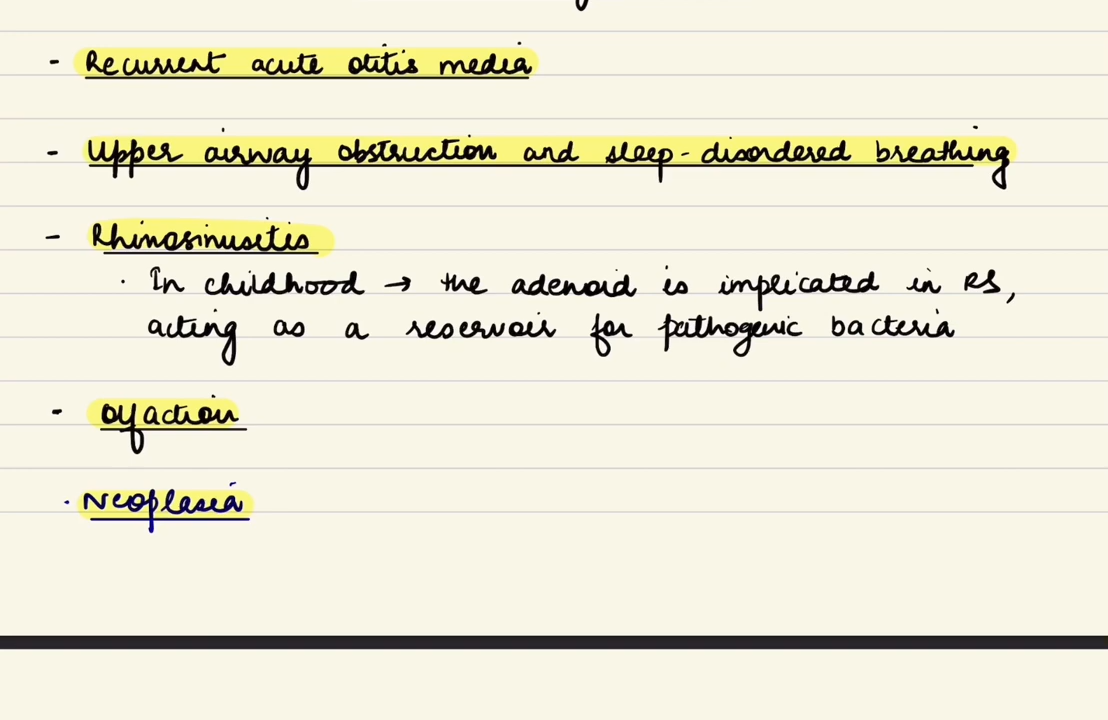 - Recurrent acute otitis media
- Upper airway obstruction and sleep-disordered breathing
- Rhinosinusitis
· In childhood → the adenoid is implicated in RS,
acting as a reservoir for pathogenic bacteria
- Olfaction
· Neoplasia